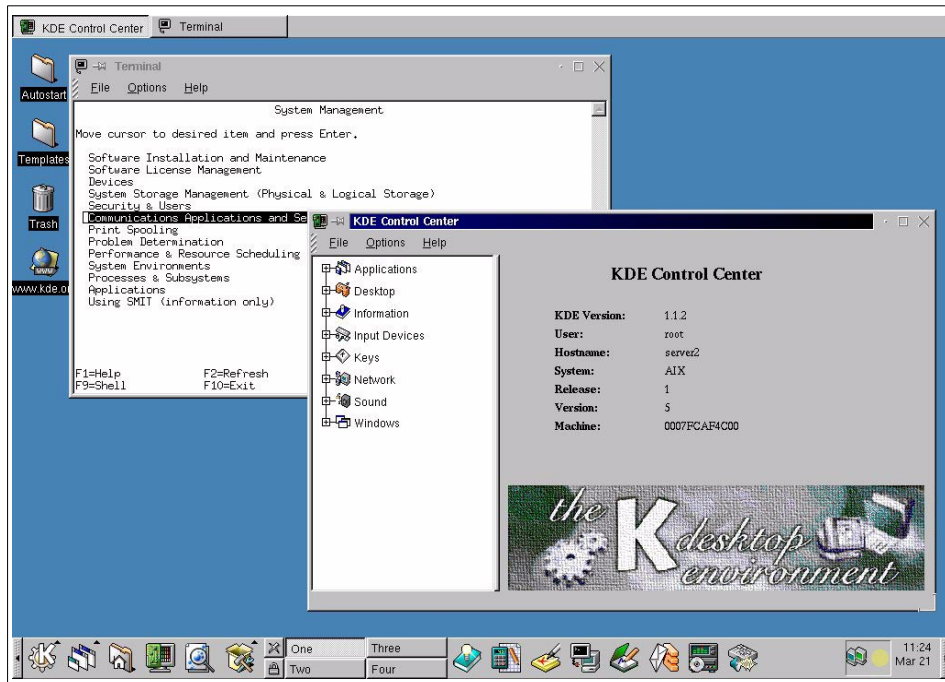 KDE Control Center
Terminal
Autostart
Templates
Trash
www.kde.o
Terminal
File Options Help
System Management
Move cursor to desired item and press Enter.
Software Installation and Maintenance
Software License Management
Devices
System Storage Management (Physical & Logical Storage)
Security & Users
Communications Applications and Se
Print Spooling
Problem Determination
Performance & Resource Scheduling
System Environments
Processes & Subsystems
Applications
Using SMIT (information only)
F1=Help F2=Refresh
F9=Shell F10=Exit
KDE Control Center
File Options Help
Applications
Desktop
Information
Input Devices
Keys
Network
Sound
Windows
KDE Control Center
KDE Version: 1.1.2
User: root
Hostname: server2
System: AIX
Release: 1
Version: 5
Machine: 0007FCAF4C00
the K desktop environment
One
Two
Three
Four
11:24
Mar 21